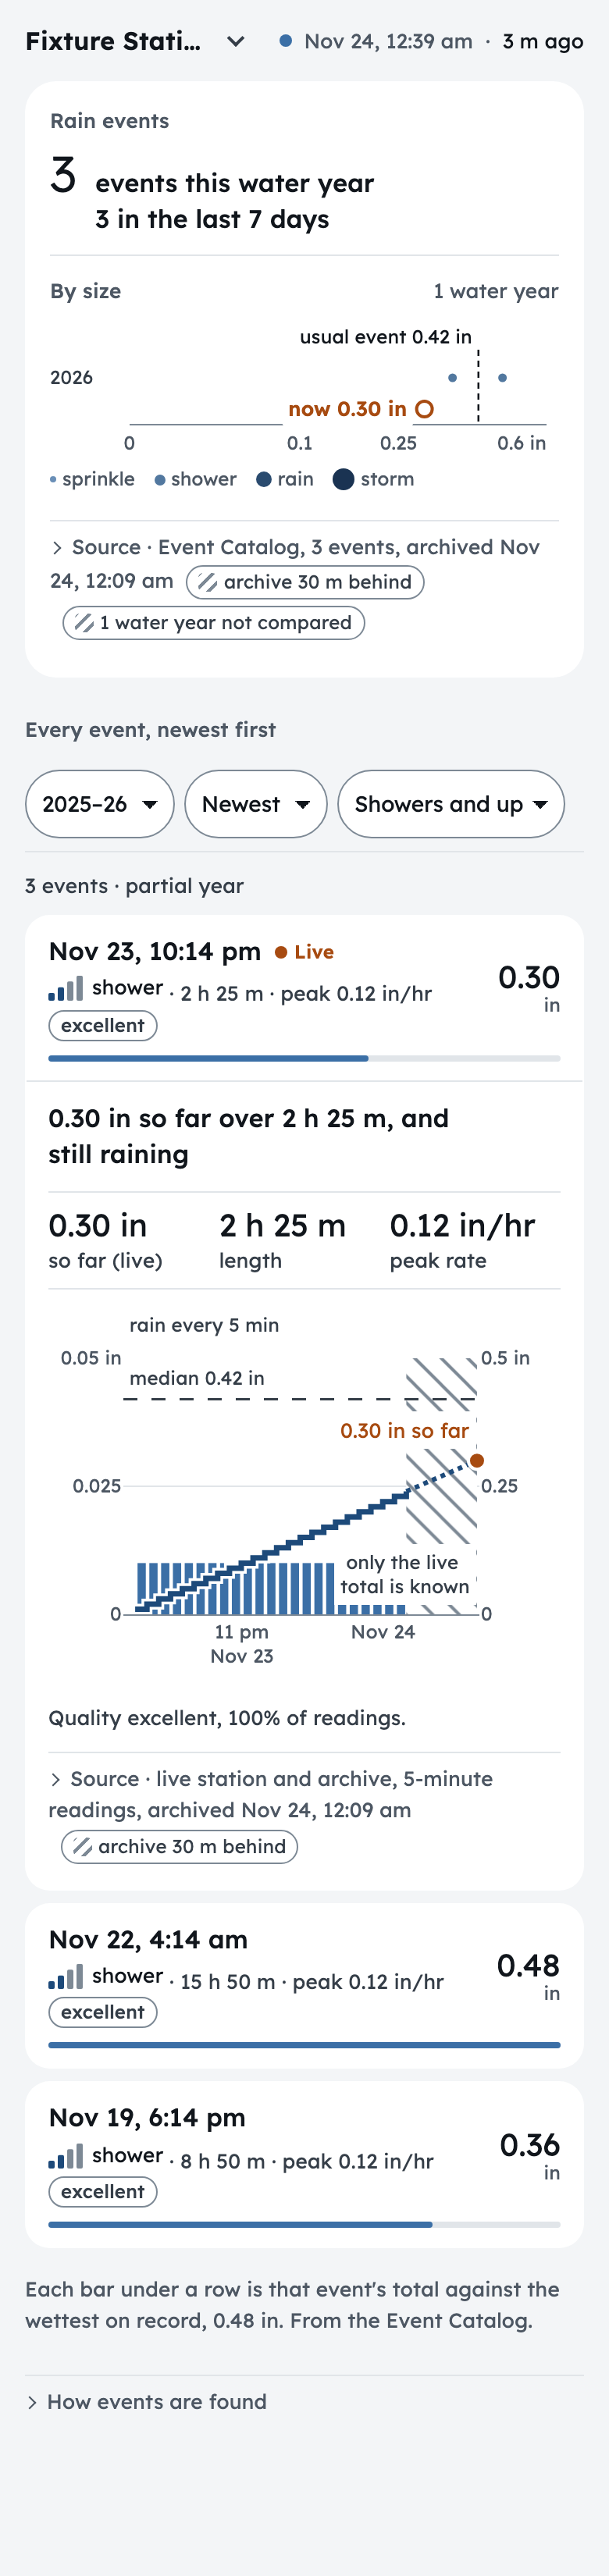 Fixture Stati...
Nov 24, 12:39 am · 3 m ago
Rain events
3 events this water year
3 in the last 7 days
By size
1 water year
usual event 0.42 in
2026
now 0.30 in
0 0.1 0.25 0.6 in
sprinkle shower rain storm
Source · Event Catalog, 3 events, archived Nov
24, 12:09 am archive 30 m behind
1 water year not compared
Every event, newest first
2025–26 Newest Showers and up
3 events · partial year
Nov 23, 10:14 pm Live
shower · 2 h 25 m · peak 0.12 in/hr
excellent
0.30
in
0.30 in so far over 2 h 25 m, and
still raining
0.30 in 2 h 25 m 0.12 in/hr
so far (live) length peak rate
rain every 5 min
0.05 in 0.5 in
median 0.42 in
0.30 in so far
0.025 0.25
only the live
total is known
0 0
11 pm Nov 24
Nov 23
Quality excellent, 100% of readings.
Source · live station and archive, 5-minute
readings, archived Nov 24, 12:09 am
archive 30 m behind
Nov 22, 4:14 am
shower · 15 h 50 m · peak 0.12 in/hr
excellent
0.48
in
Nov 19, 6:14 pm
shower · 8 h 50 m · peak 0.12 in/hr
excellent
0.36
in
Each bar under a row is that event's total against the
wettest on record, 0.48 in. From the Event Catalog.
How events are found